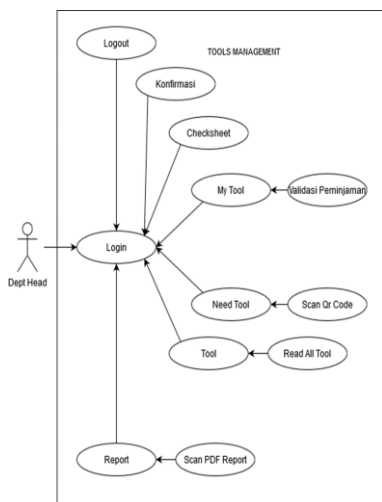 Logout
TOOLS MANAGEMENT
Konfirmasi
Checksheet
My Tool
Validasi Peminjaman
Login
Dept Head
Need Tool
Scan Qr Code
Tool
Read All Tool
Report
Scan PDF Report